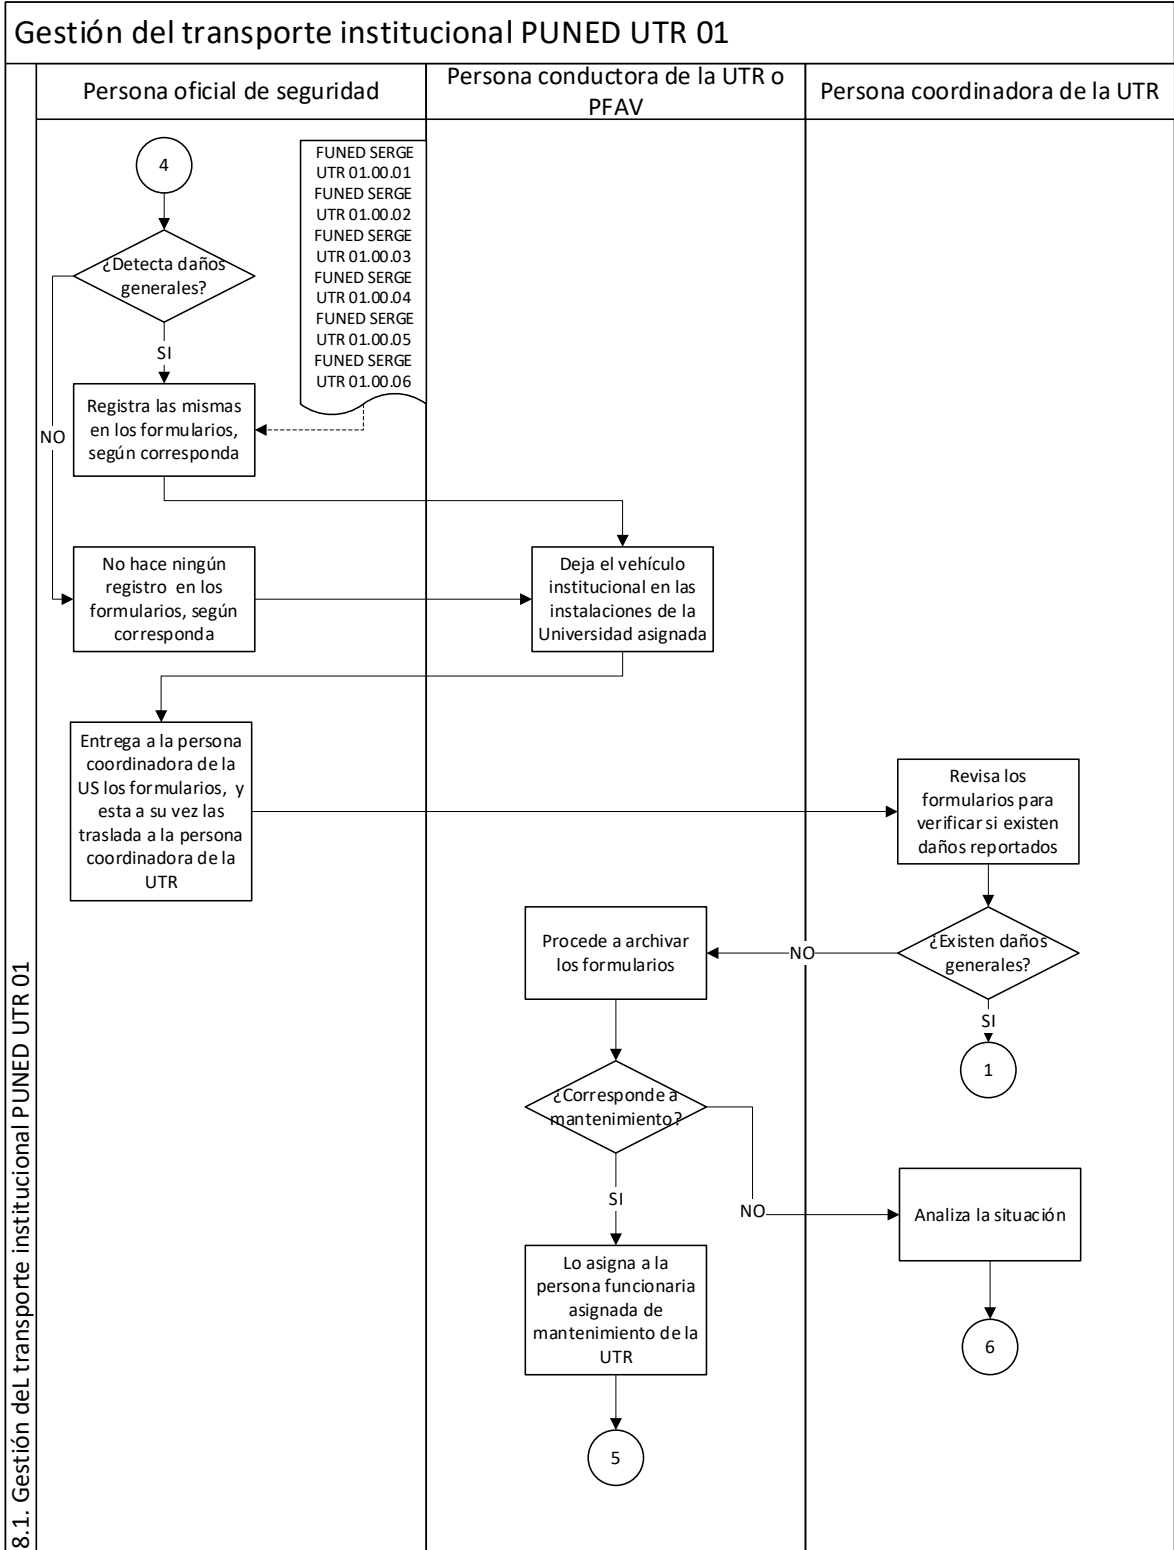 Gestión del transporte institucional PUNED UTR 01
Persona oficial de seguridad
Persona conductora de la UTR o
PFAV
Persona coordinadora de la UTR
8.1. Gestión deL transporte institucional PUNED UTR 01
4
FUNED SERGE
UTR 01.00.01
FUNED SERGE
UTR 01.00.02
FUNED SERGE
UTR 01.00.03
FUNED SERGE
UTR 01.00.04
FUNED SERGE
UTR 01.00.05
FUNED SERGE
UTR 01.00.06
¿Detecta daños
generales?
SI
NO
Registra las mismas
en los formularios,
según corresponda
No hace ningún
registro en los
formularios, según
corresponda
Deja el vehículo
institucional en las
instalaciones de la
Universidad asignada
Entrega a la persona
coordinadora de la
US los formularios, y
esta a su vez las
traslada a la persona
coordinadora de la
UTR
Revisa los
formularios para
verificar si existen
daños reportados
¿Existen daños
generales?
NO
SI
1
Procede a archivar
los formularios
¿Corresponde a
mantenimiento?
SI
NO
Analiza la situación
6
Lo asigna a la
persona funcionaria
asignada de
mantenimiento de la
UTR
5